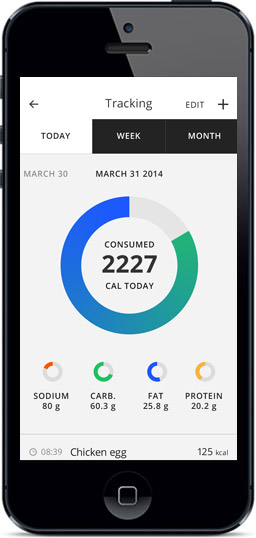 Tracking EDIT +
TODAY WEEK MONTH
MARCH 30 MARCH 31 2014
CONSUMED
2227
CAL TODAY
SODIUM CARB. FAT PROTEIN
80 g 60.3 g 25.8 g 20.2 g
08:39 Chicken egg 125 kcal